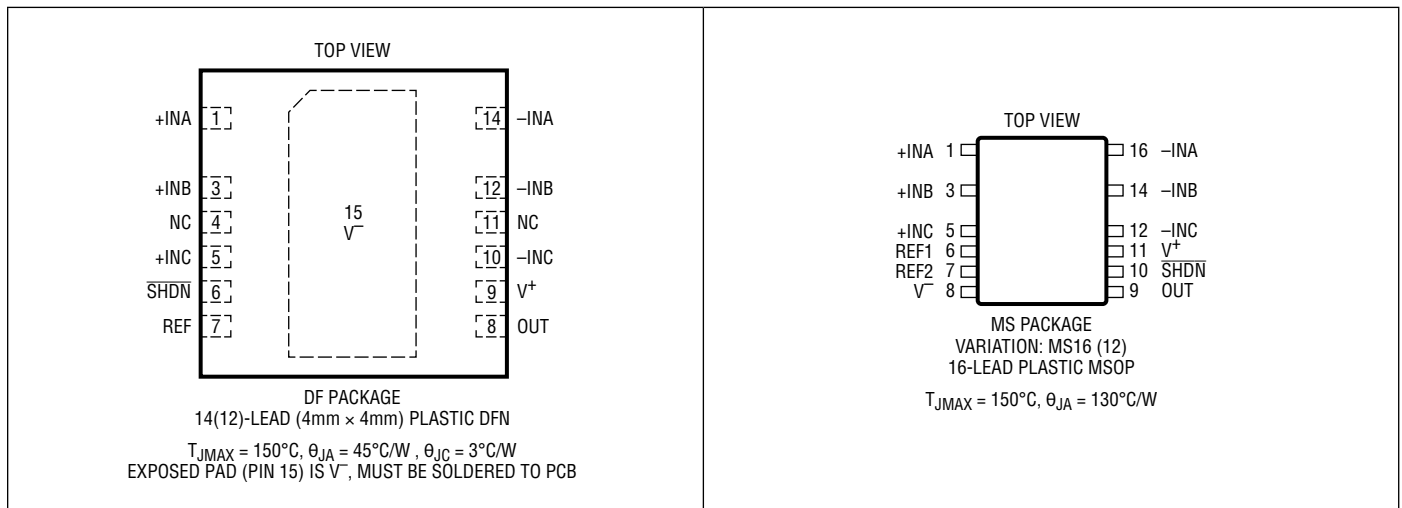 TOP VIEW
+INA 1 14 –INA
+INB 3 12 –INB
NC 4 11 NC
+INC 5 10 –INC
SHDN 6 9 V+
REF 7 8 OUT
15
V–
DF PACKAGE
14(12)-LEAD (4mm × 4mm) PLASTIC DFN
TJMAX = 150°C, θJA = 45°C/W , θJC = 3°C/W
EXPOSED PAD (PIN 15) IS V–, MUST BE SOLDERED TO PCB
TOP VIEW
+INA 1 16 –INA
+INB 3 14 –INB
+INC 5 12 –INC
REF1 6 11 V+
REF2 7 10 SHDN
V– 8 9 OUT
MS PACKAGE
VARIATION: MS16 (12)
16-LEAD PLASTIC MSOP
TJMAX = 150°C, θJA = 130°C/W